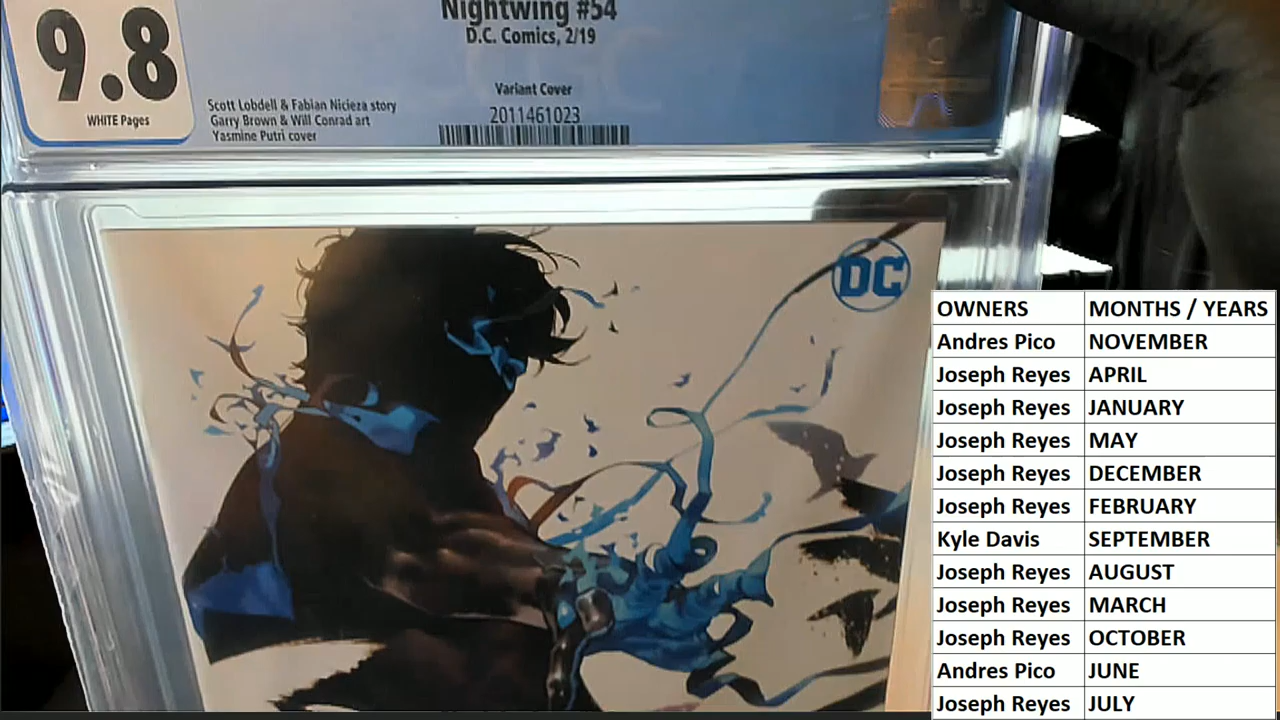 Nightwing #54
D.C. Comics, 2/19
9.8
WHITE Pages
Variant Cover
2011461023
Scott Lobdell & Fabian Nicieza story
Garry Brown & Will Conrad art
Yasmine Putri cover
DC
OWNERS MONTHS / YEARS
Andres Pico NOVEMBER
Joseph Reyes APRIL
Joseph Reyes JANUARY
Joseph Reyes MAY
Joseph Reyes DECEMBER
Joseph Reyes FEBRUARY
Kyle Davis SEPTEMBER
Joseph Reyes AUGUST
Joseph Reyes MARCH
Joseph Reyes OCTOBER
Andres Pico JUNE
Joseph Reyes JULY